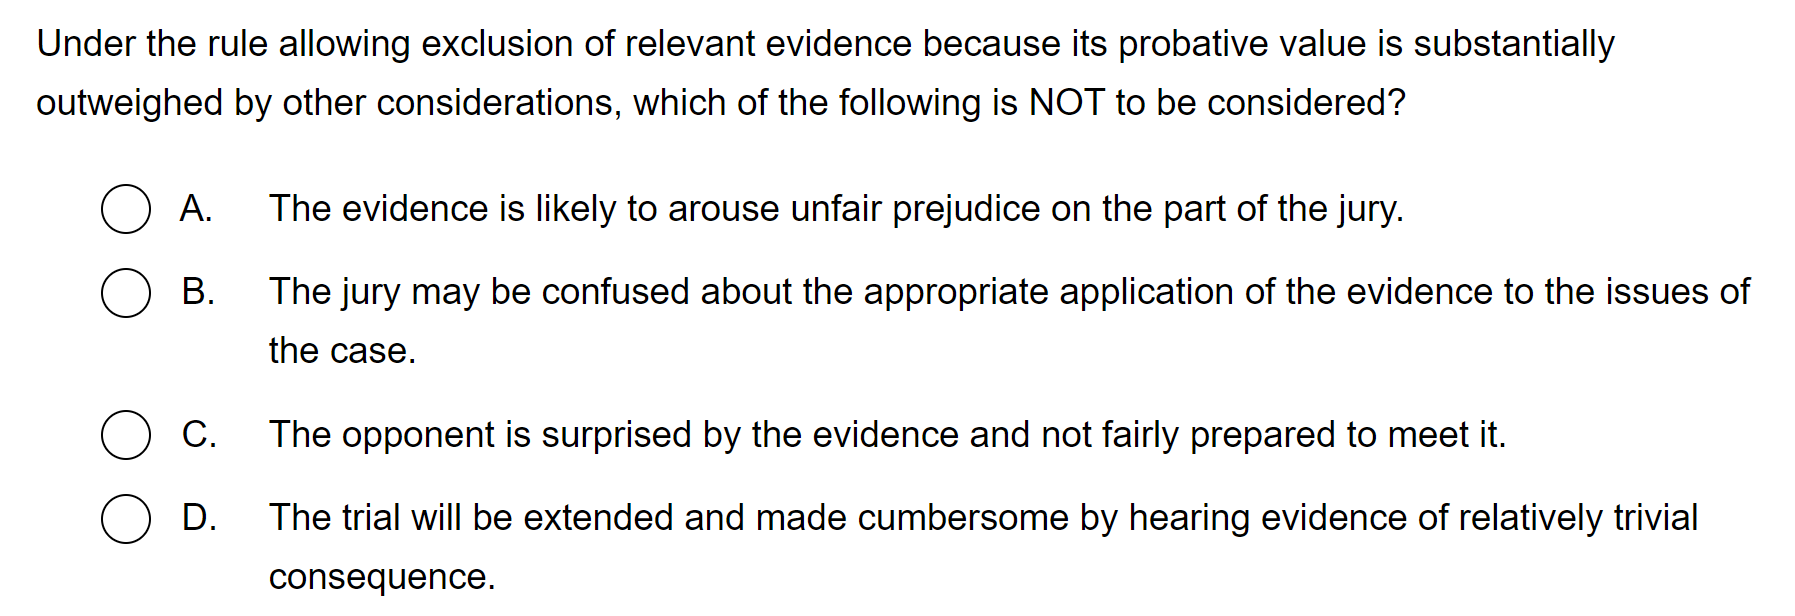 Under the rule allowing exclusion of relevant evidence because its probative value is substantially
outweighed by other considerations, which of the following is NOT to be considered?
A. The evidence is likely to arouse unfair prejudice on the part of the jury.
B. The jury may be confused about the appropriate application of the evidence to the issues of
the case.
C. The opponent is surprised by the evidence and not fairly prepared to meet it.
D. The trial will be extended and made cumbersome by hearing evidence of relatively trivial
consequence.